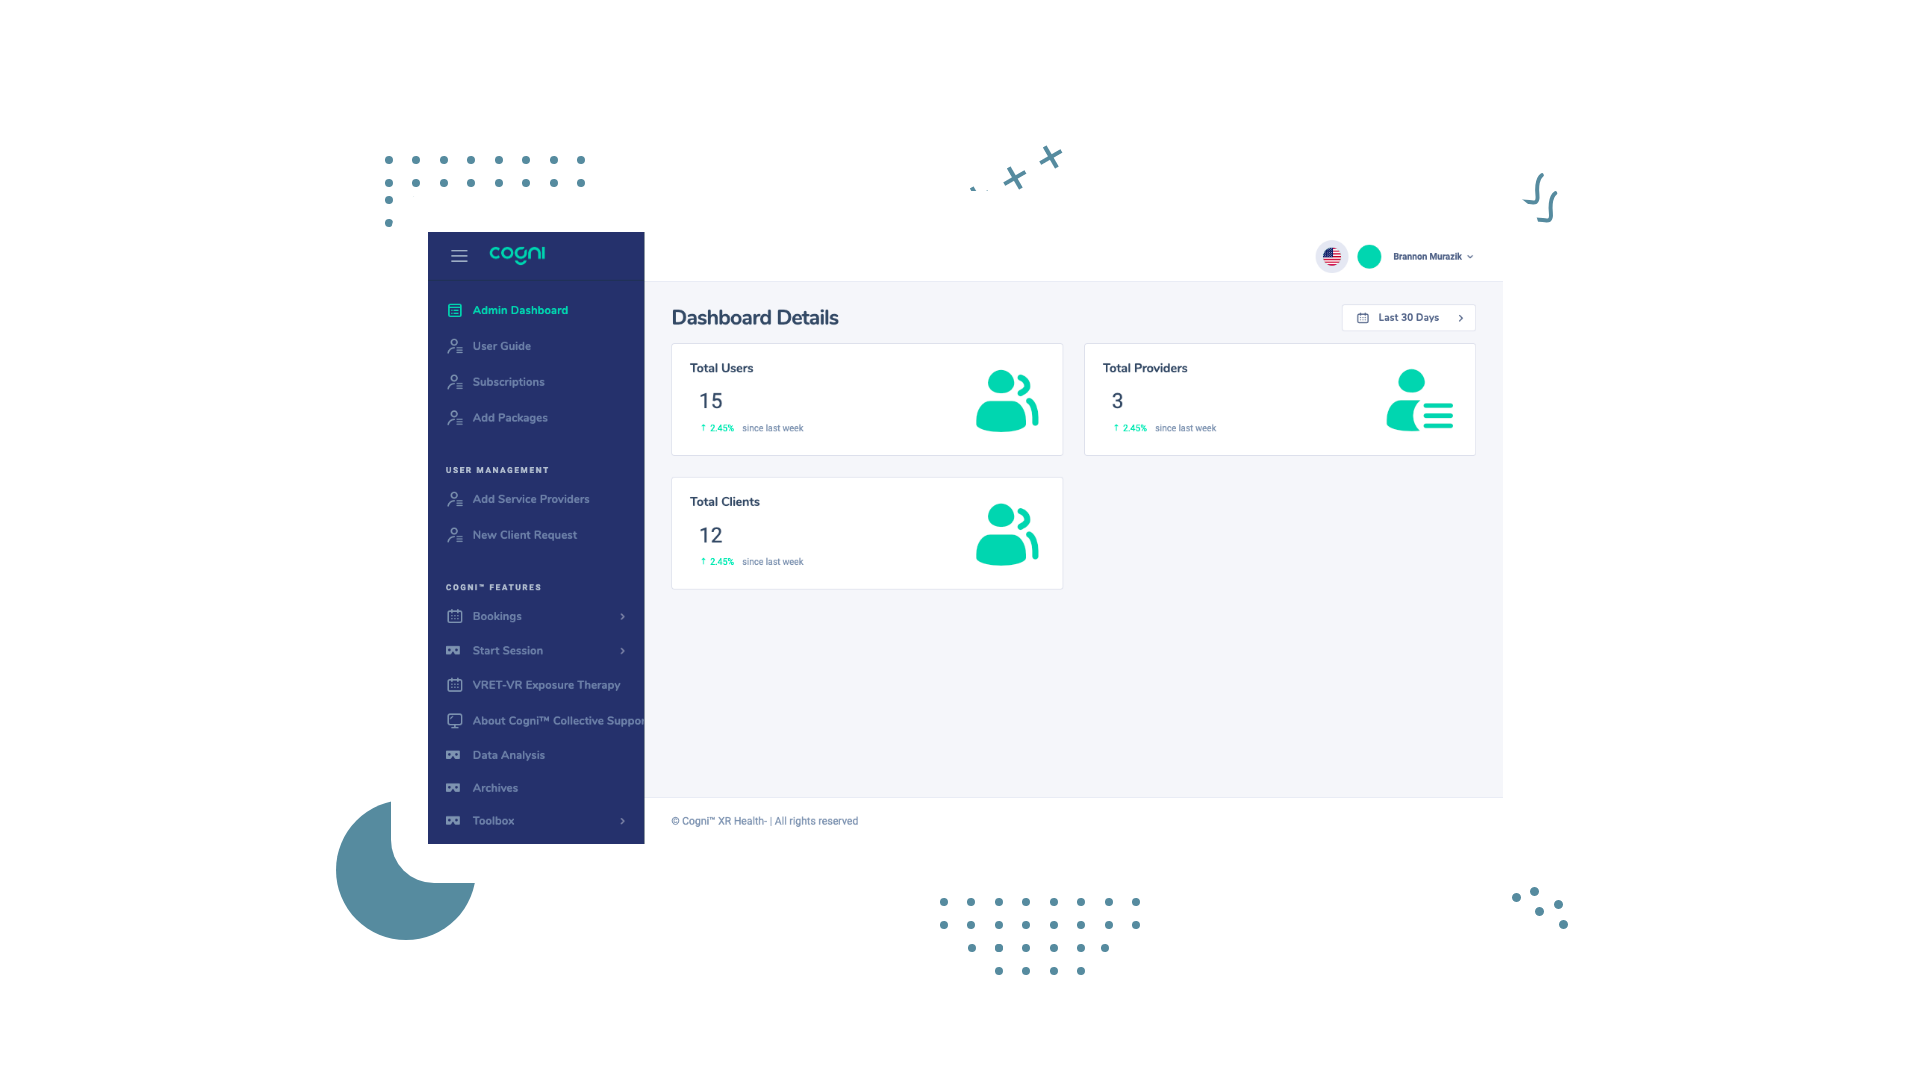 cogni
Brannon Murazik
Admin Dashboard
User Guide
Subscriptions
Add Packages
USER MANAGEMENT
Add Service Providers
New Client Request
COGNI™ FEATURES
Bookings
Start Session
VRET-VR Exposure Therapy
About Cogni™ Collective Suppor
Data Analysis
Archives
Toolbox
Dashboard Details
Last 30 Days
Total Users
15
↑ 2.45% since last week
Total Providers
3
↑ 2.45% since last week
Total Clients
12
↑ 2.45% since last week
© Cogni™ XR Health- | All rights reserved